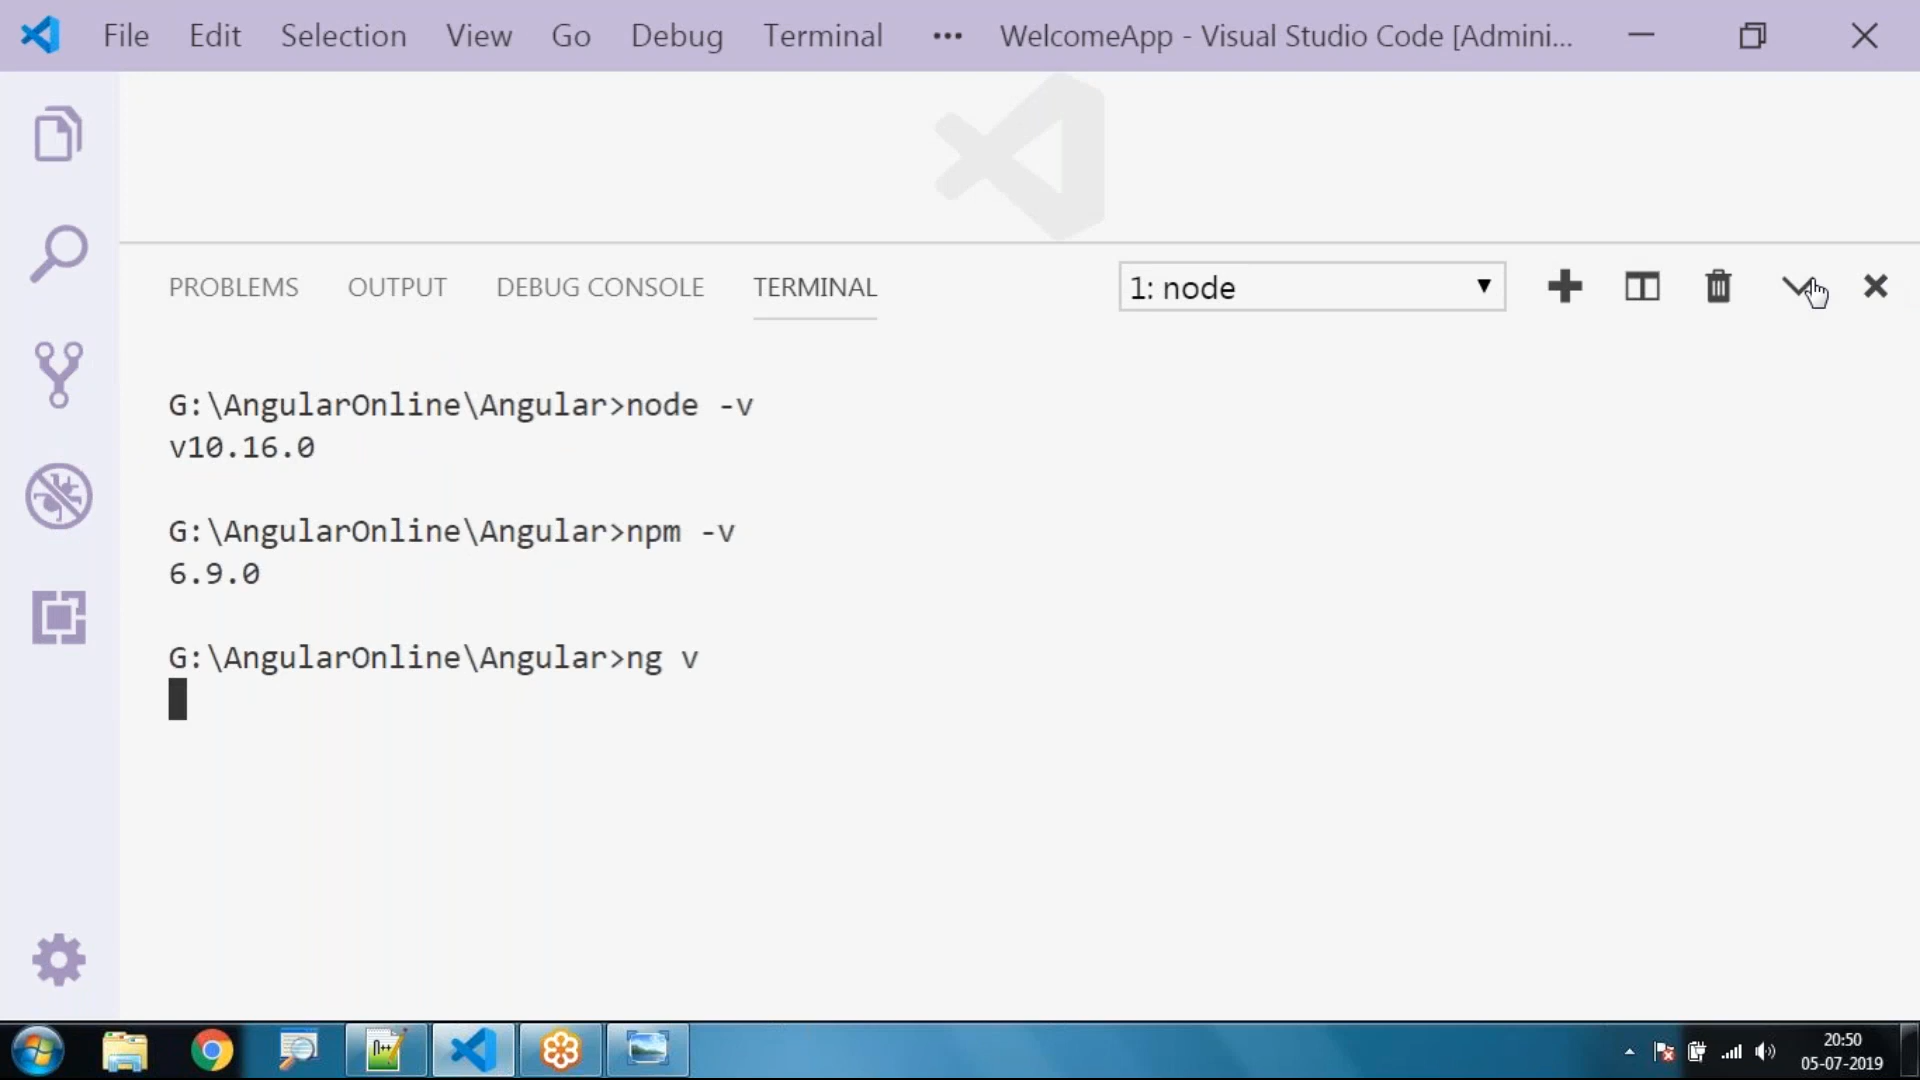 File Edit Selection View Go Debug Terminal ••• WelcomeApp - Visual Studio Code [Admini...
PROBLEMS OUTPUT DEBUG CONSOLE TERMINAL 1: node
G:\AngularOnline\Angular>node -v
v10.16.0
G:\AngularOnline\Angular>npm -v
6.9.0
G:\AngularOnline\Angular>ng v
n++
20:50
05-07-2019